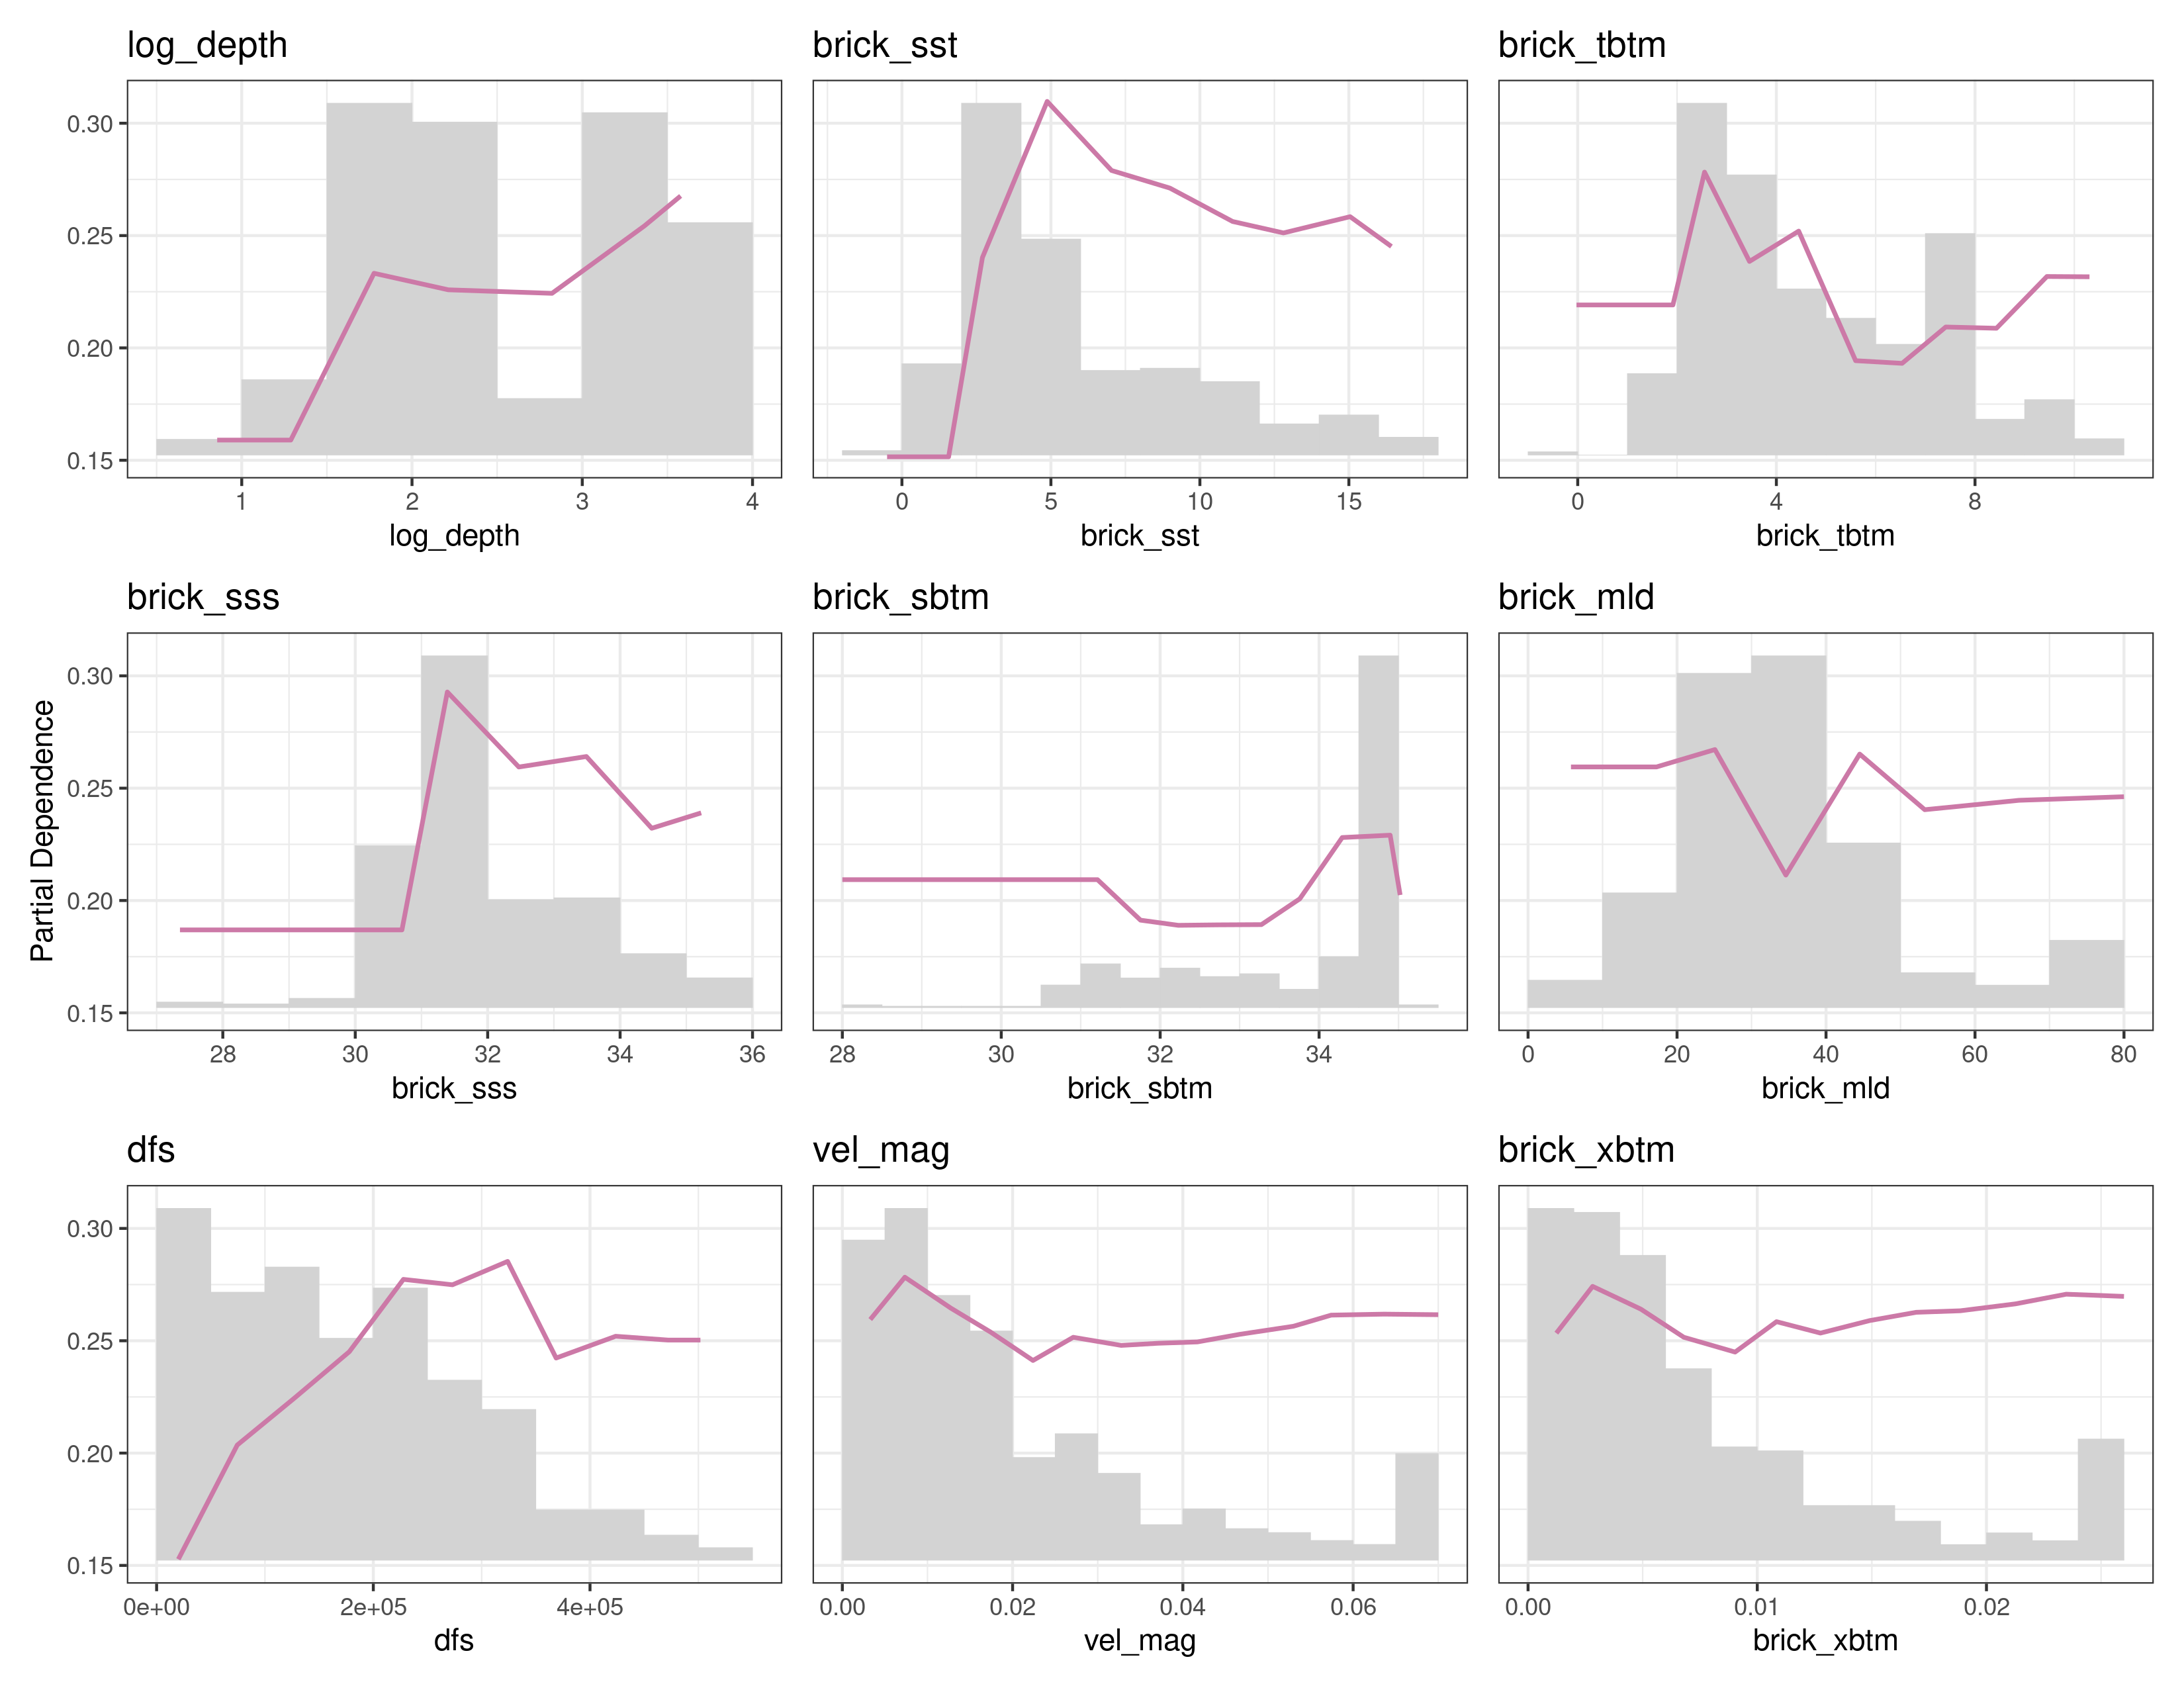 log_depth
brick_sst
brick_tbtm
0.30
0.25
0.20
0.15
1 2 3 4
0 5 10 15
0 4 8
log_depth
brick_sst
brick_tbtm
brick_sss
brick_sbtm
brick_mld
Partial Dependence
0.30
0.25
0.20
0.15
28 30 32 34 36
28 30 32 34
0 20 40 60 80
brick_sss
brick_sbtm
brick_mld
dfs
vel_mag
brick_xbtm
0.30
0.25
0.20
0.15
0e+00 2e+05 4e+05
0.00 0.02 0.04 0.06
0.00 0.01 0.02
dfs
vel_mag
brick_xbtm